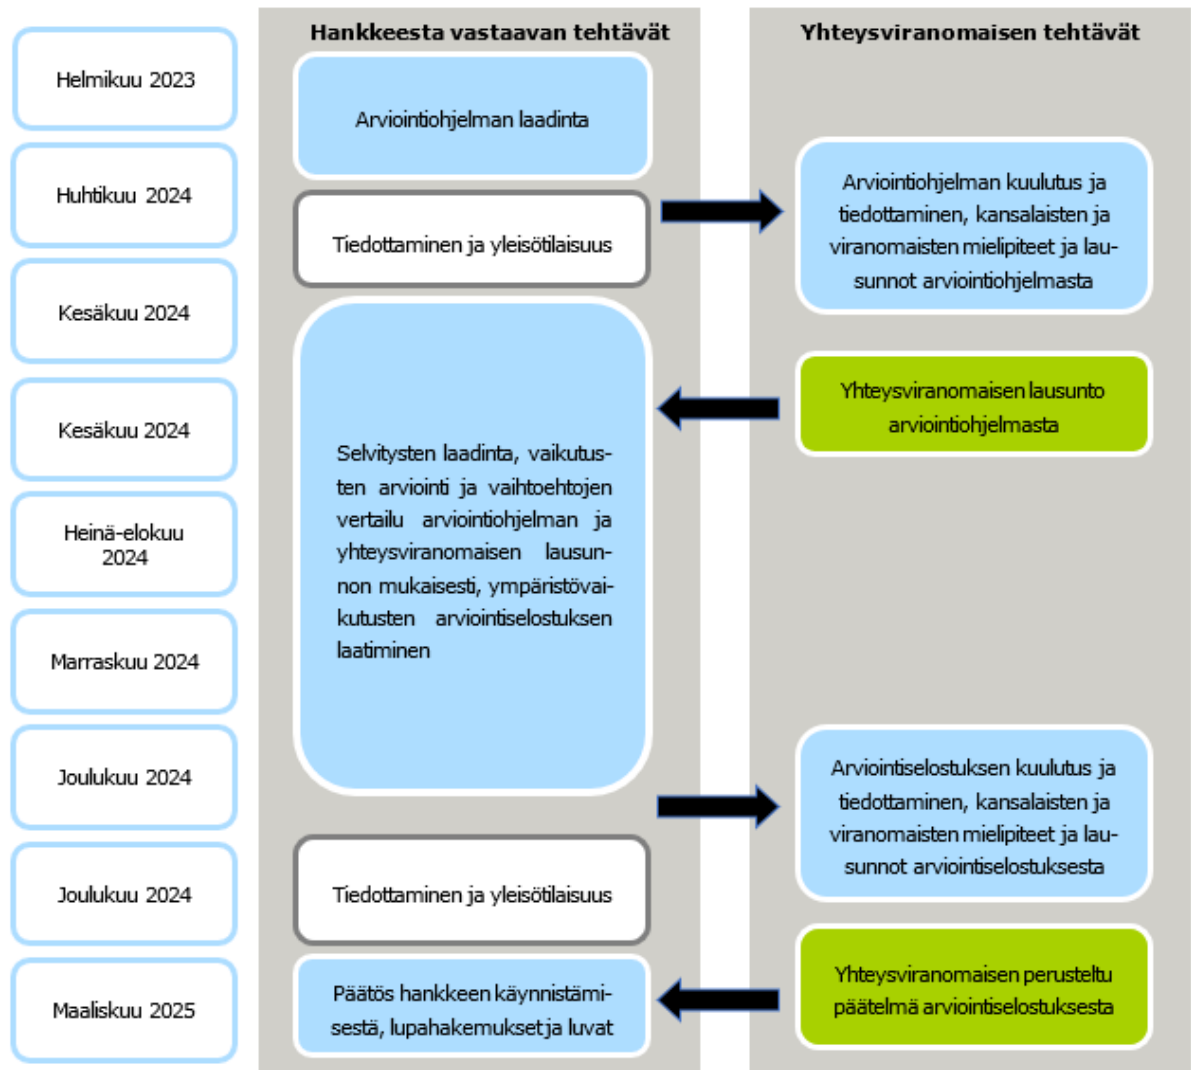 Hankkeesta vastaavan tehtävät
Yhteysviranomaisen tehtävät
Helmikuu 2023
Huhtikuu 2024
Kesäkuu 2024
Kesäkuu 2024
Heinä-elokuu
2024
Marraskuu 2024
Joulukuu 2024
Joulukuu 2024
Maaliskuu 2025
Arviointiohjelman laadinta
Tiedottaminen ja yleisötilaisuus
Selvitysten laadinta, vaikutus-
ten arviointi ja vaihtoehtojen
vertailu arviointiohjelman ja
yhteysviranomaisen lausun-
non mukaisesti, ympäristövai-
kutusten arviointiselostuksen
laatiminen
Tiedottaminen ja yleisötilaisuus
Päätös hankkeen käynnistämi-
sestä, lupahakemukset ja luvat
Arviointiohjelman kuulutus ja
tiedottaminen, kansalaisten ja
viranomaisten mielipiteet ja lau-
sunnot arviointiohjelmasta
Yhteysviranomaisen lausunto
arviointiohjelmasta
Arviointiselostuksen kuulutus ja
tiedottaminen, kansalaisten ja
viranomaisten mielipiteet ja lau-
sunnot arviointiselostuksesta
Yhteysviranomaisen perusteltu
päätelmä arviointiselostuksesta